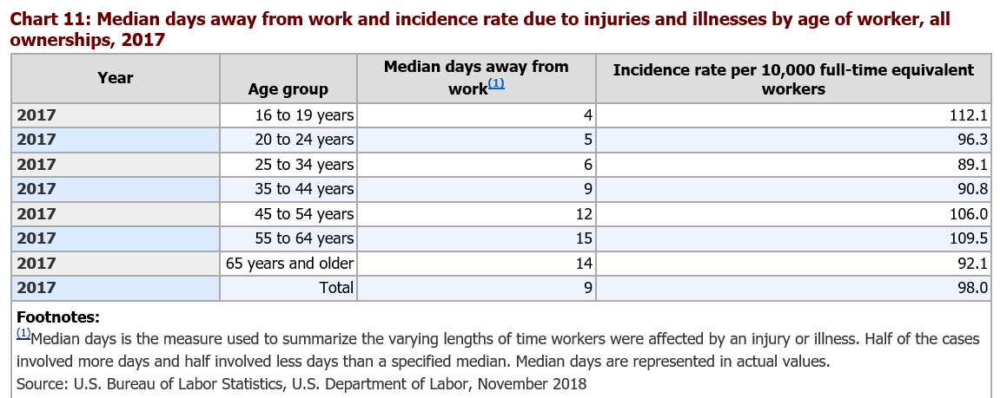 Chart 11: Median days away from work and incidence rate due to injuries and illnesses by age of worker, all
ownerships, 2017
Year Age group Median days away from work(1) Incidence rate per 10,000 full-time equivalent workers
2017 16 to 19 years 4 112.1
2017 20 to 24 years 5 96.3
2017 25 to 34 years 6 89.1
2017 35 to 44 years 9 90.8
2017 45 to 54 years 12 106.0
2017 55 to 64 years 15 109.5
2017 65 years and older 14 92.1
2017 Total 9 98.0
Footnotes:
(1)Median days is the measure used to summarize the varying lengths of time workers were affected by an injury or illness. Half of the cases
involved more days and half involved less days than a specified median. Median days are represented in actual values.
Source: U.S. Bureau of Labor Statistics, U.S. Department of Labor, November 2018